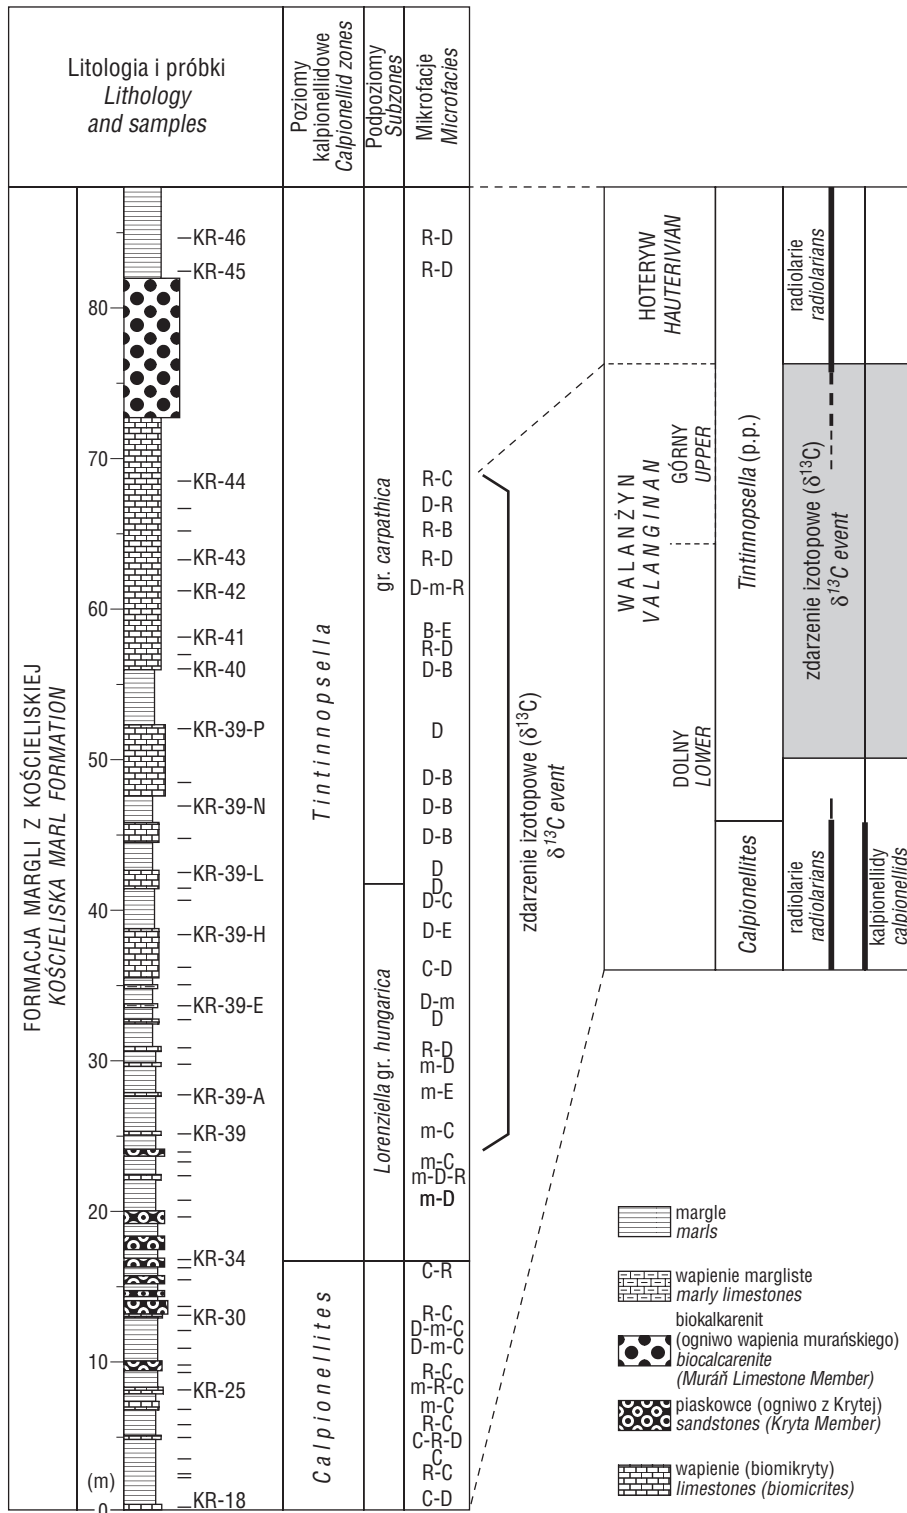 Litologia i próbki
Lithology
and samples
Poziomy
kalpionellidowe
Calpionellid zones
Podpoziomy
Subzones
Mikrofacje
Microfacies
FORMACJA MARGLI Z KOŚCIELISKIEJ
KOŚCIELISKA MARL FORMATION
80
70
60
50
40
30
20
10
(m)
0
KR-46
KR-45
KR-44
KR-43
KR-42
KR-41
KR-40
KR-39-P
KR-39-N
KR-39-L
KR-39-H
KR-39-E
KR-39-A
KR-39
KR-34
KR-30
KR-25
KR-18
Tintinnopsella
Calpionellites
gr. carpathica
Lorenziella gr. hungarica
R-D
R-D
R-C
D-R
R-B
R-D
D-m-R
B-E
R-D
D-B
D
D-B
D-B
D-B
D
D
D-C
D-E
C-D
D-m
D
R-D
m-D
m-E
m-C
m-C
m-D-R
m-D
C-R
R-C
D-m-C
D-m-C
R-C
m-R-C
m-C
R-C
C-R-D
C
R-C
C-D
zdarzenie izotopowe (δ13C)
δ13C event
HOTERYW
HAUTERIVIAN
WALANŻYN
VALANGINAN
GÓRNY
UPPER
DOLNY
LOWER
Tintinnopsella (p.p.)
Calpionellites
radiolarie
radiolarians
zdarzenie izotopowe (δ13C)
δ13C event
radiolarie
radiolarians
kalpionellidy
calpionellids
margle
marls
wapienie margliste
marly limestones
biokalkarenit
(ogniwo wapienia murańskiego)
biocalcarenite
(Muráň Limestone Member)
piaskowce (ogniwo z Krytej)
sandstones (Kryta Member)
wapienie (biomikryty)
limestones (biomicrites)